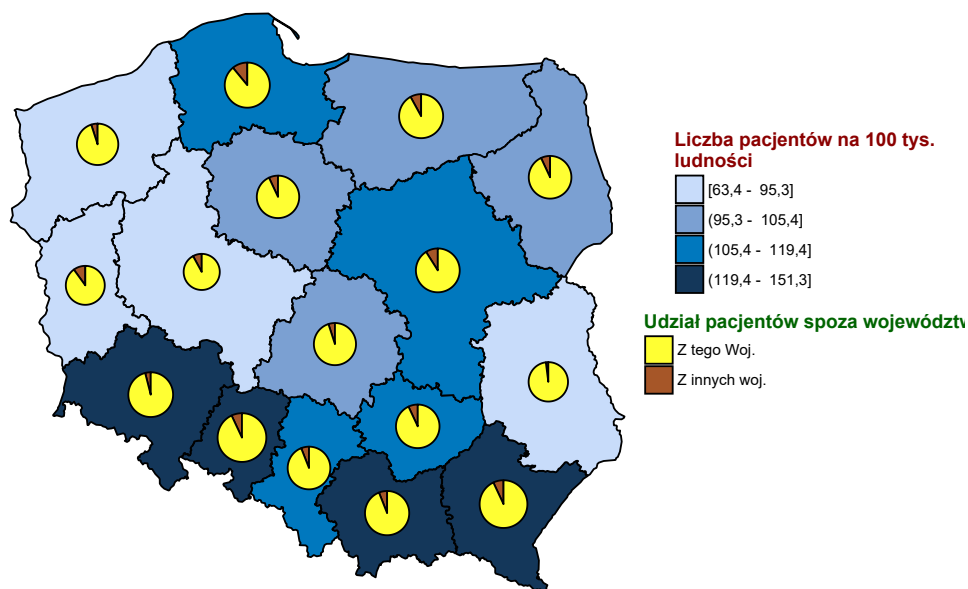 Liczba pacjentów na 100 tys.
ludności
[63,4 - 95,3]
(95,3 - 105,4]
(105,4 - 119,4]
(119,4 - 151,3]
Udział pacjentów spoza województw
Z tego Woj.
Z innych woj.